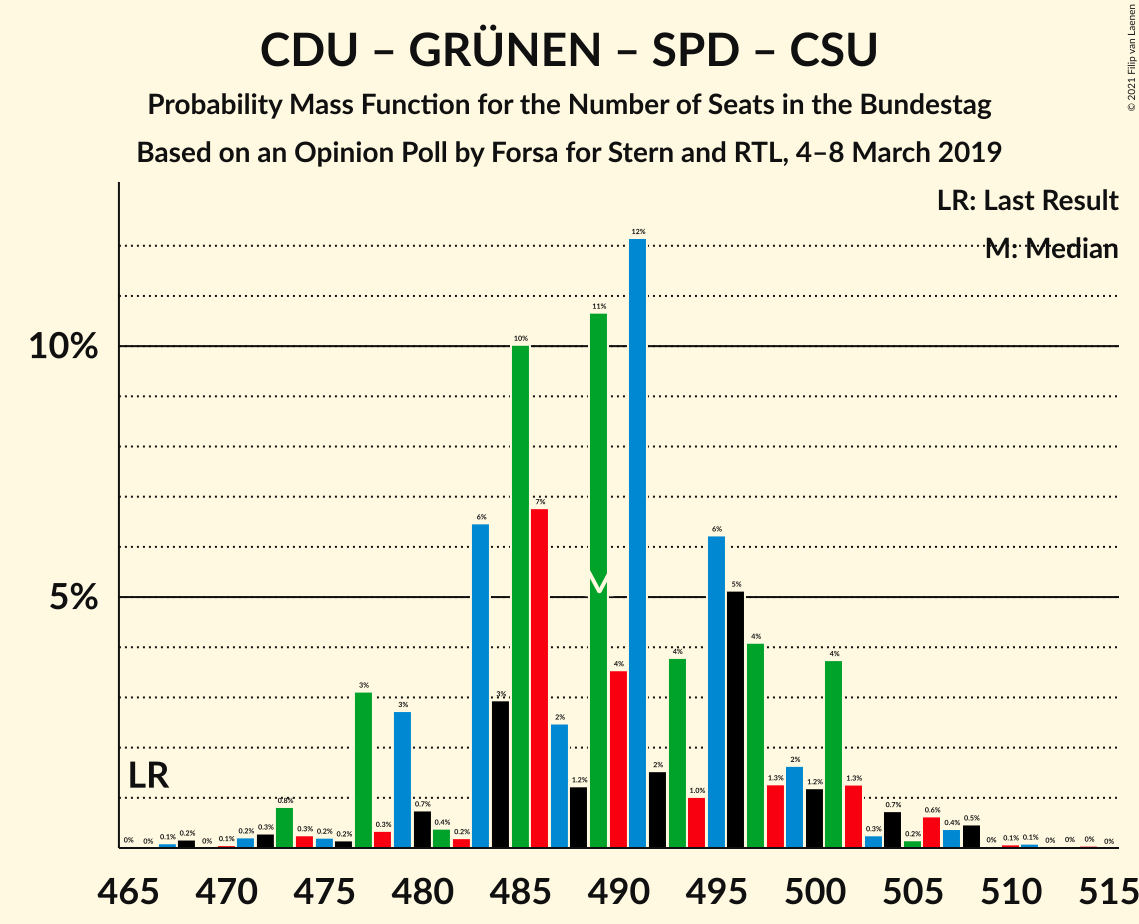 CDU – GRÜNEN – SPD – CSU
Probability Mass Function for the Number of Seats in the Bundestag
Based on an Opinion Poll by Forsa for Stern and RTL, 4–8 March 2019
© 2021 Filip van Laenen
LR: Last Result
M: Median
10%
5%
LR
0% 0% 0.1% 0.2% 0% 0.1% 0.2% 0.3% 0.8% 0.3% 0.2% 0.2% 3% 0.3% 3% 0.7% 0.4% 0.2% 6% 3% 10% 7% 2% 1.2% 11% 4% 12% 2% 4% 1.0% 6% 5% 4% 1.3% 2% 1.2% 4% 1.3% 0.3% 0.7% 0.2% 0.6% 0.4% 0.5% 0% 0.1% 0.1% 0% 0% 0% 0%
465 470 475 480 485 490 495 500 505 510 515